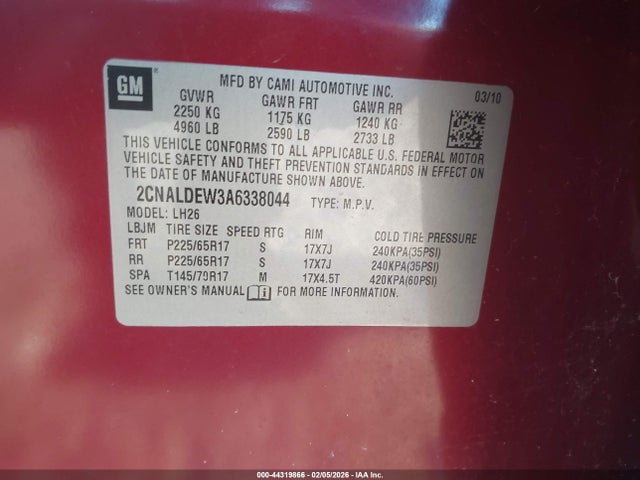 GM
MFD BY CAMI AUTOMOTIVE INC.
03/10
GVWR GAWR FRT GAWR RR
2250 KG 1175 KG 1240 KG
4960 LB 2590 LB 2733 LB
THIS VEHICLE CONFORMS TO ALL APPLICABLE U.S. FEDERAL MOTOR
VEHICLE SAFETY AND THEFT PREVENTION STANDARDS IN EFFECT ON
THE DATE OF MANUFACTURE SHOWN ABOVE.
2CNALDEW3A6338044 TYPE: M.P.V.
MODEL: LH26
LBJM TIRE SIZE SPEED RTG RIM COLD TIRE PRESSURE
FRT P225/65R17 S 17X7J 240KPA(35PSI)
RR P225/65R17 S 17X7J 240KPA(35PSI)
SPA T145/70R17 M 17X4.5T 420KPA(60PSI)
SEE OWNER'S MANUAL FOR MORE INFORMATION.
000-44319866 - 02/05/2026 - IAA Inc.